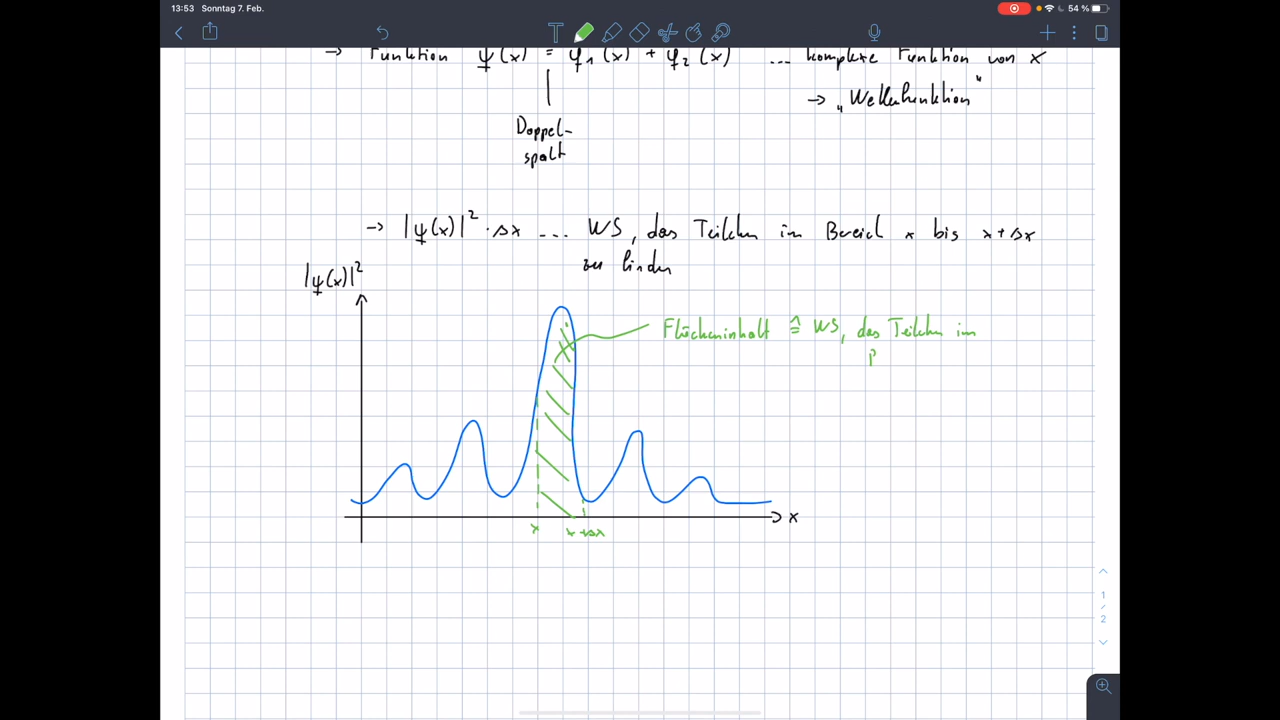 13:53 Sonntag 7. Feb. 54 %
→ Funktion ψ(x) = φ₁(x) + φ₂(x) ... komplexe Funktion von x
→ „Wellenfunktion"
Doppel-
spalt
→ |ψ(x)|² · Δx ... WS, das Teilchen im Bereich x bis x+Δx
zu finden
|ψ(x)|²
Flächeninhalt ≙ WS, das Teilchen im
x
x x+Δx
1
/
2